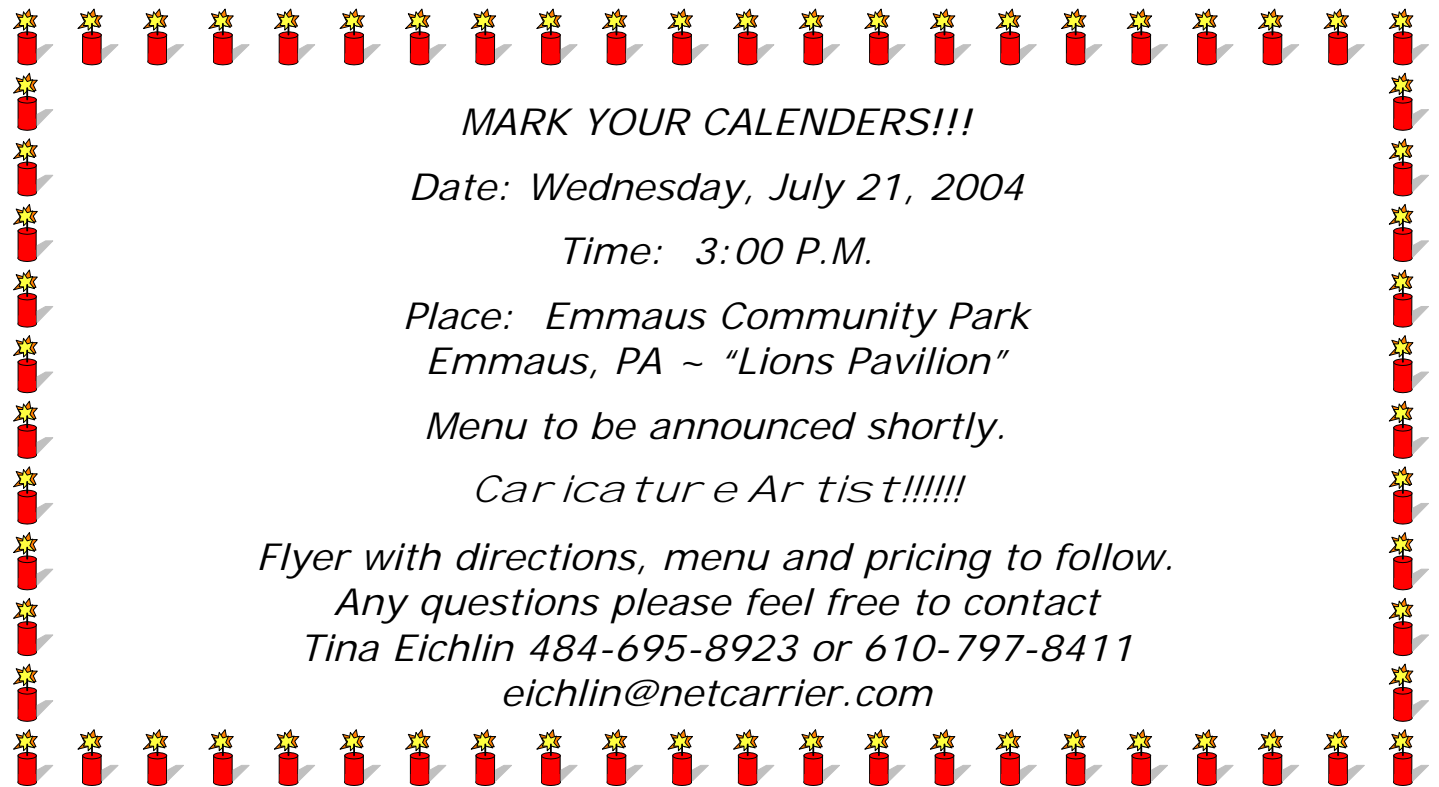 MARK YOUR CALENDERS!!!
Date: Wednesday, July 21, 2004
Time: 3:00 P.M.
Place: Emmaus Community Park
Emmaus, PA ~ “Lions Pavilion”
Menu to be announced shortly.
Caricature Artist!!!!!!
Flyer with directions, menu and pricing to follow.
Any questions please feel free to contact
Tina Eichlin 484-695-8923 or 610-797-8411
eichlin@netcarrier.com